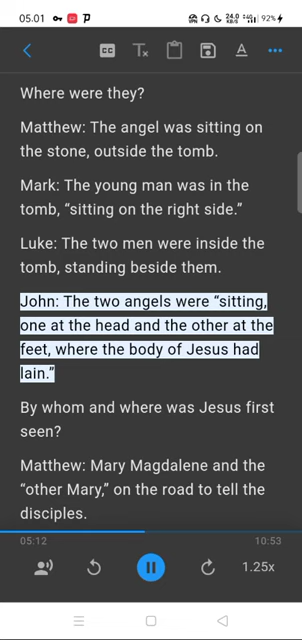 05.01
24.0
KB/S
4G
92%
CC
A
Where were they?
Matthew: The angel was sitting on
the stone, outside the tomb.
Mark: The young man was in the
tomb, “sitting on the right side.”
Luke: The two men were inside the
tomb, standing beside them.
John: The two angels were “sitting,
one at the head and the other at the
feet, where the body of Jesus had
lain.”
By whom and where was Jesus first
seen?
Matthew: Mary Magdalene and the
“other Mary,” on the road to tell the
disciples.
05:12
10:53
1.25x